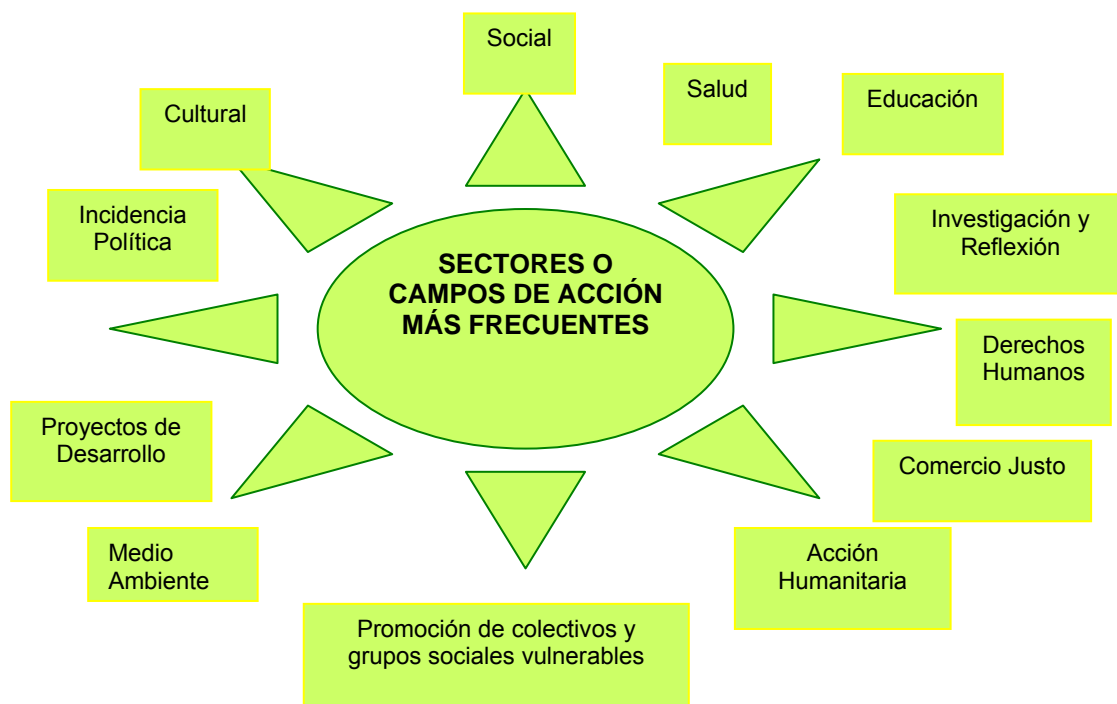 Social
Salud
Educación
Cultural
Incidencia
Política
Investigación y
Reflexión
SECTORES O
CAMPOS DE ACCIÓN
MÁS FRECUENTES
Derechos
Humanos
Proyectos de
Desarrollo
Comercio Justo
Medio
Ambiente
Acción
Humanitaria
Promoción de colectivos y
grupos sociales vulnerables